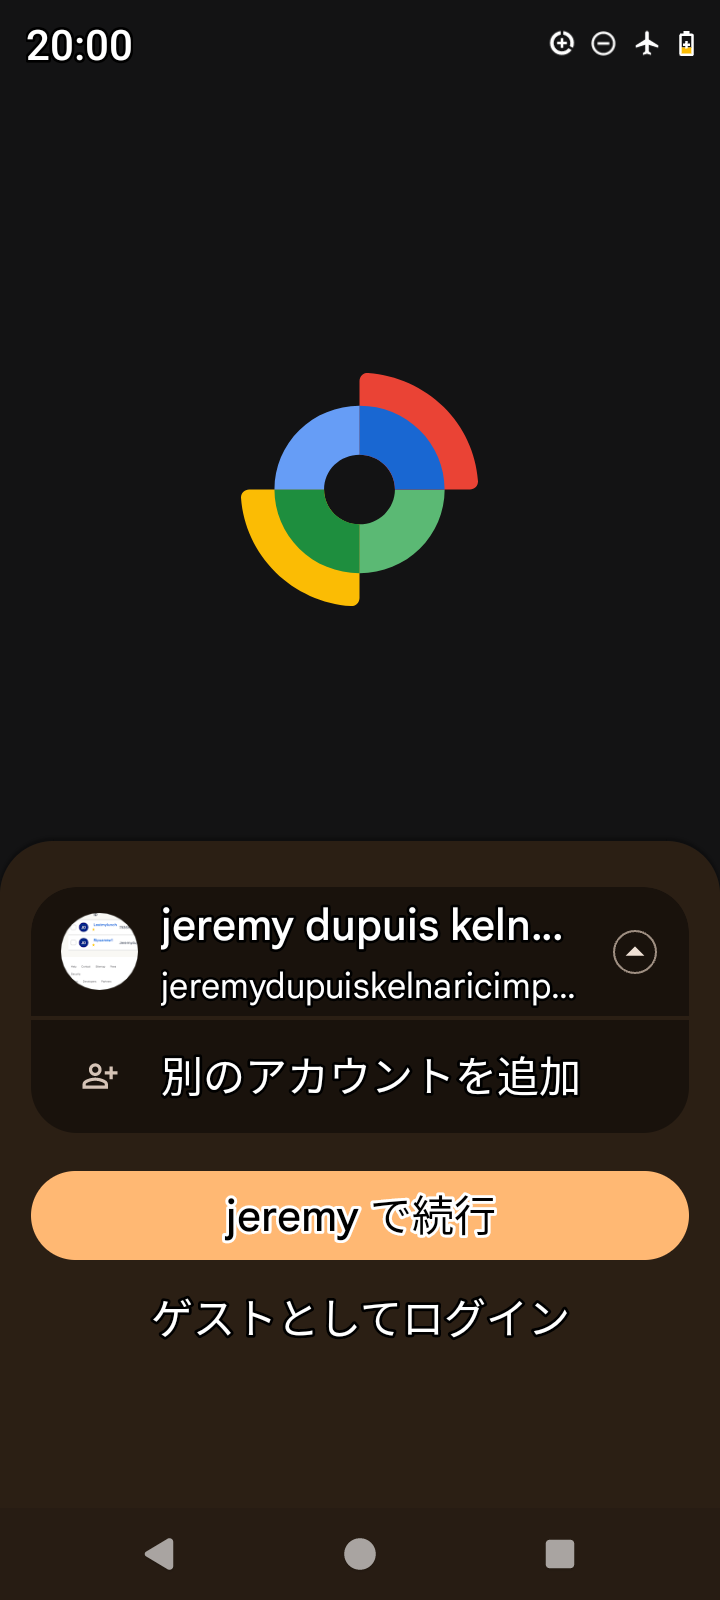 20:00
jeremy dupuis keln...
jeremydupuiskelnaricimp...
別のアカウントを追加
jeremy で続行
ゲストとしてログイン